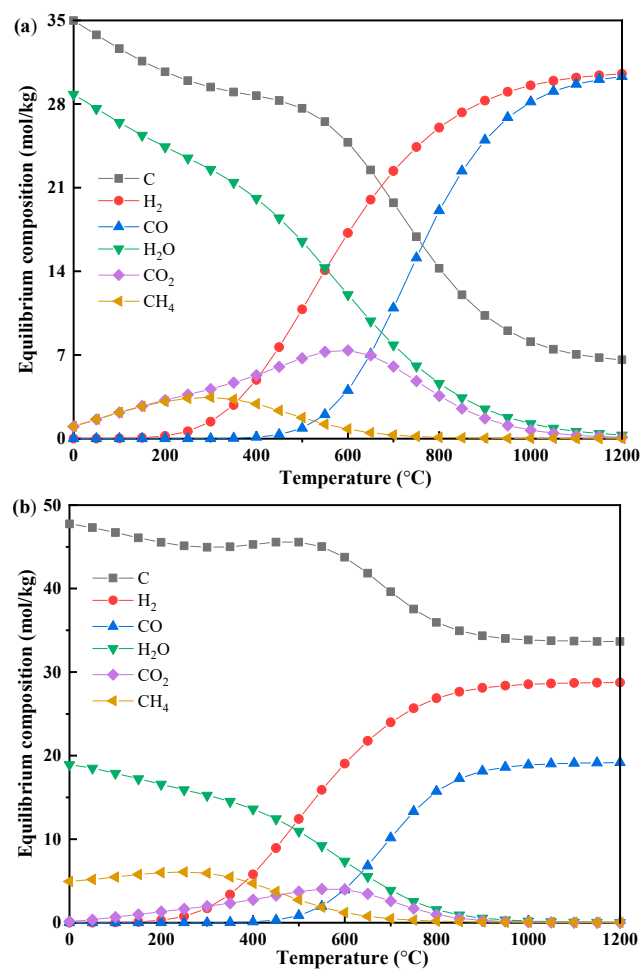 (a)
35
28
21
14
7
0
Equilibrium composition (mol/kg)
C
H₂
CO
H₂O
CO₂
CH₄
0 200 400 600 800 1000 1200
Temperature (°C)
(b)
50
40
30
20
10
0
Equilibrium composition (mol/kg)
C
H₂
CO
H₂O
CO₂
CH₄
0 200 400 600 800 1000 1200
Temperature (°C)